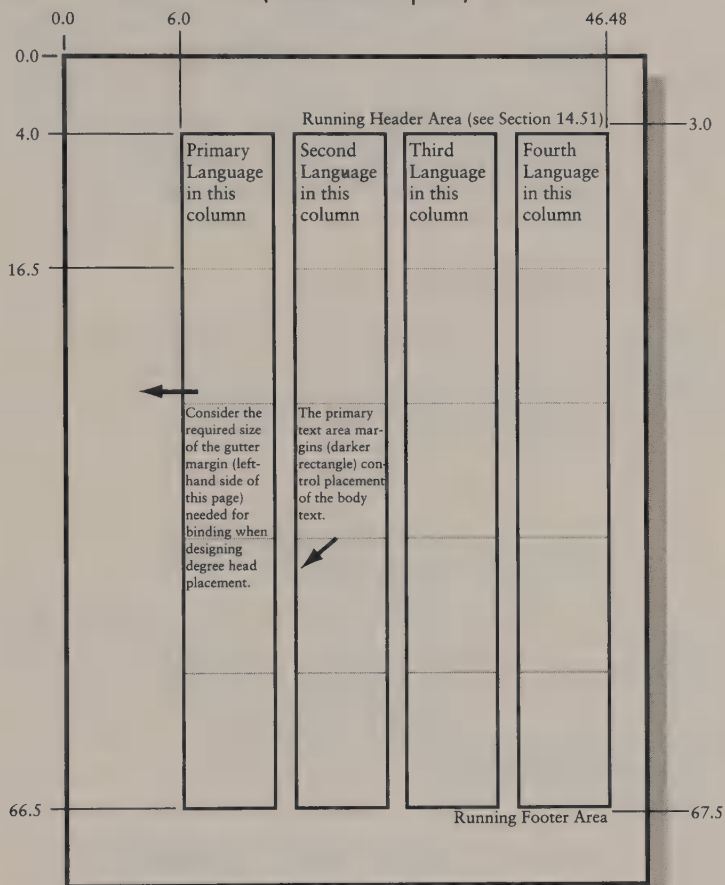 0.0 6.0 46.48
0.0
Running Header Area (see Section 14.51)
3.0
4.0
Primary
Language
in this
column
Second
Language
in this
column
Third
Language
in this
column
Fourth
Language
in this
column
16.5
Consider the
required size
of the gutter
margin (left-
hand side of
this page)
needed for
binding when
designing
degree head
placement.
The primary
text area mar-
gins (darker
rectangle) con-
trol placement
of the body
text.
66.5
67.5
Running Footer Area